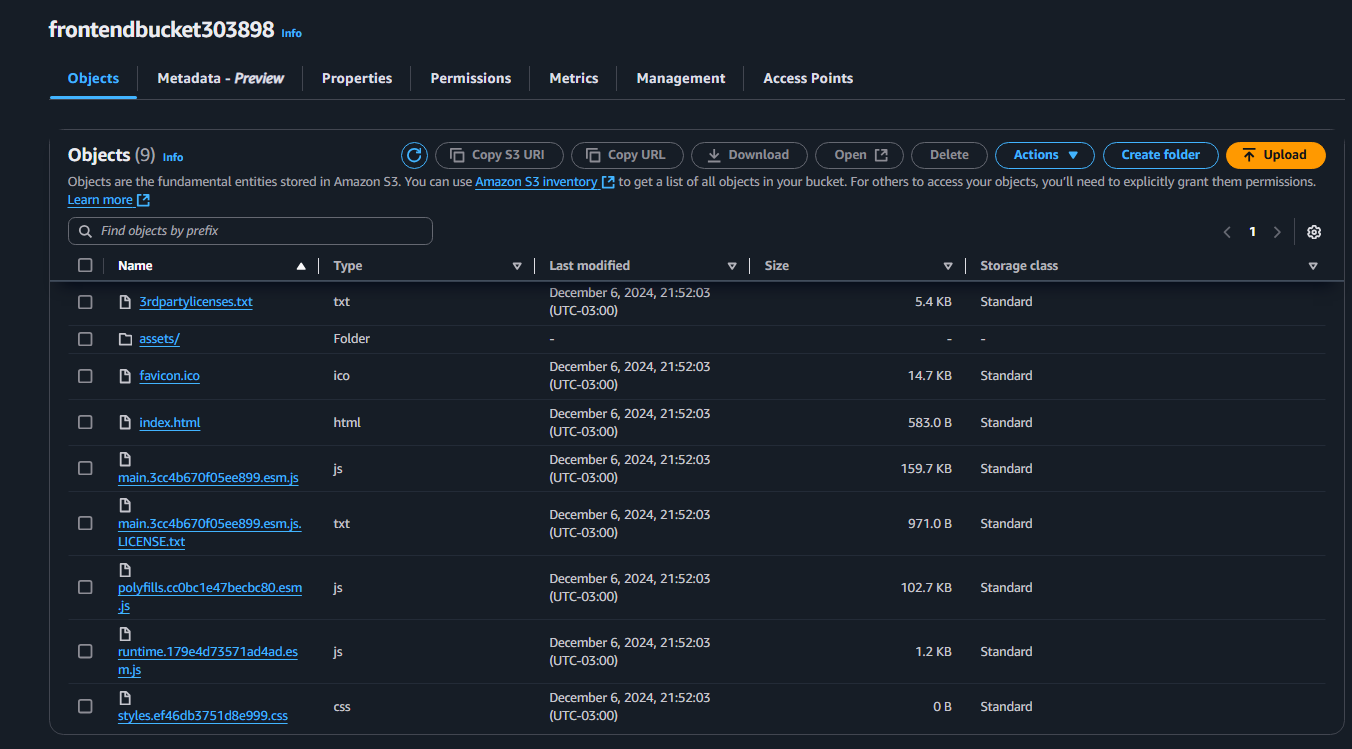 frontendbucket303898 Info
Objects Metadata - Preview Properties Permissions Metrics Management Access Points
Objects (9) Info Copy S3 URI Copy URL Download Open Delete Actions Create folder Upload
Objects are the fundamental entities stored in Amazon S3. You can use Amazon S3 inventory to get a list of all objects in your bucket. For others to access your objects, you'll need to explicitly grant them permissions.
Learn more
Find objects by prefix 1
Name Type Last modified Size Storage class
3rdpartylicenses.txt txt December 6, 2024, 21:52:03 (UTC-03:00) 5.4 KB Standard
assets/ Folder - - -
favicon.ico ico December 6, 2024, 21:52:03 (UTC-03:00) 14.7 KB Standard
index.html html December 6, 2024, 21:52:03 (UTC-03:00) 583.0 B Standard
main.3cc4b670f05ee899.esm.js js December 6, 2024, 21:52:03 (UTC-03:00) 159.7 KB Standard
main.3cc4b670f05ee899.esm.js.LICENSE.txt txt December 6, 2024, 21:52:03 (UTC-03:00) 971.0 B Standard
polyfills.cc0bc1e47becbc80.esm.js js December 6, 2024, 21:52:03 (UTC-03:00) 102.7 KB Standard
runtime.179e4d73571ad4ad.esm.js js December 6, 2024, 21:52:03 (UTC-03:00) 1.2 KB Standard
styles.ef46db3751d8e999.css css December 6, 2024, 21:52:03 (UTC-03:00) 0 B Standard